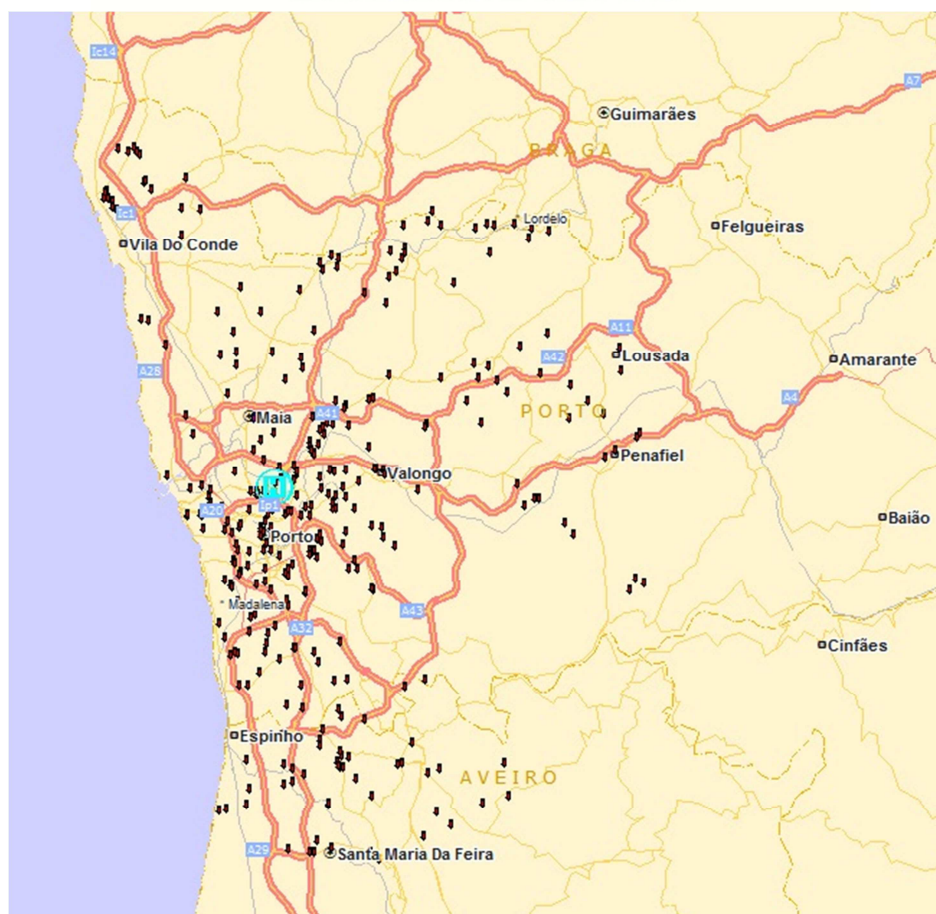 Ic14
A7
Guimarães
BRAGA
Ic1
Lordelo
Felgueiras
Vila Do Conde
A11
A42
Lousada
Amarante
A28
A4
PORTO
Maia
A41
Penafiel
Valongo
A20
Ip1
Baião
Porto
Madalena
A43
A32
Cinfães
Espinho
AVEIRO
A29
Santa Maria Da Feira